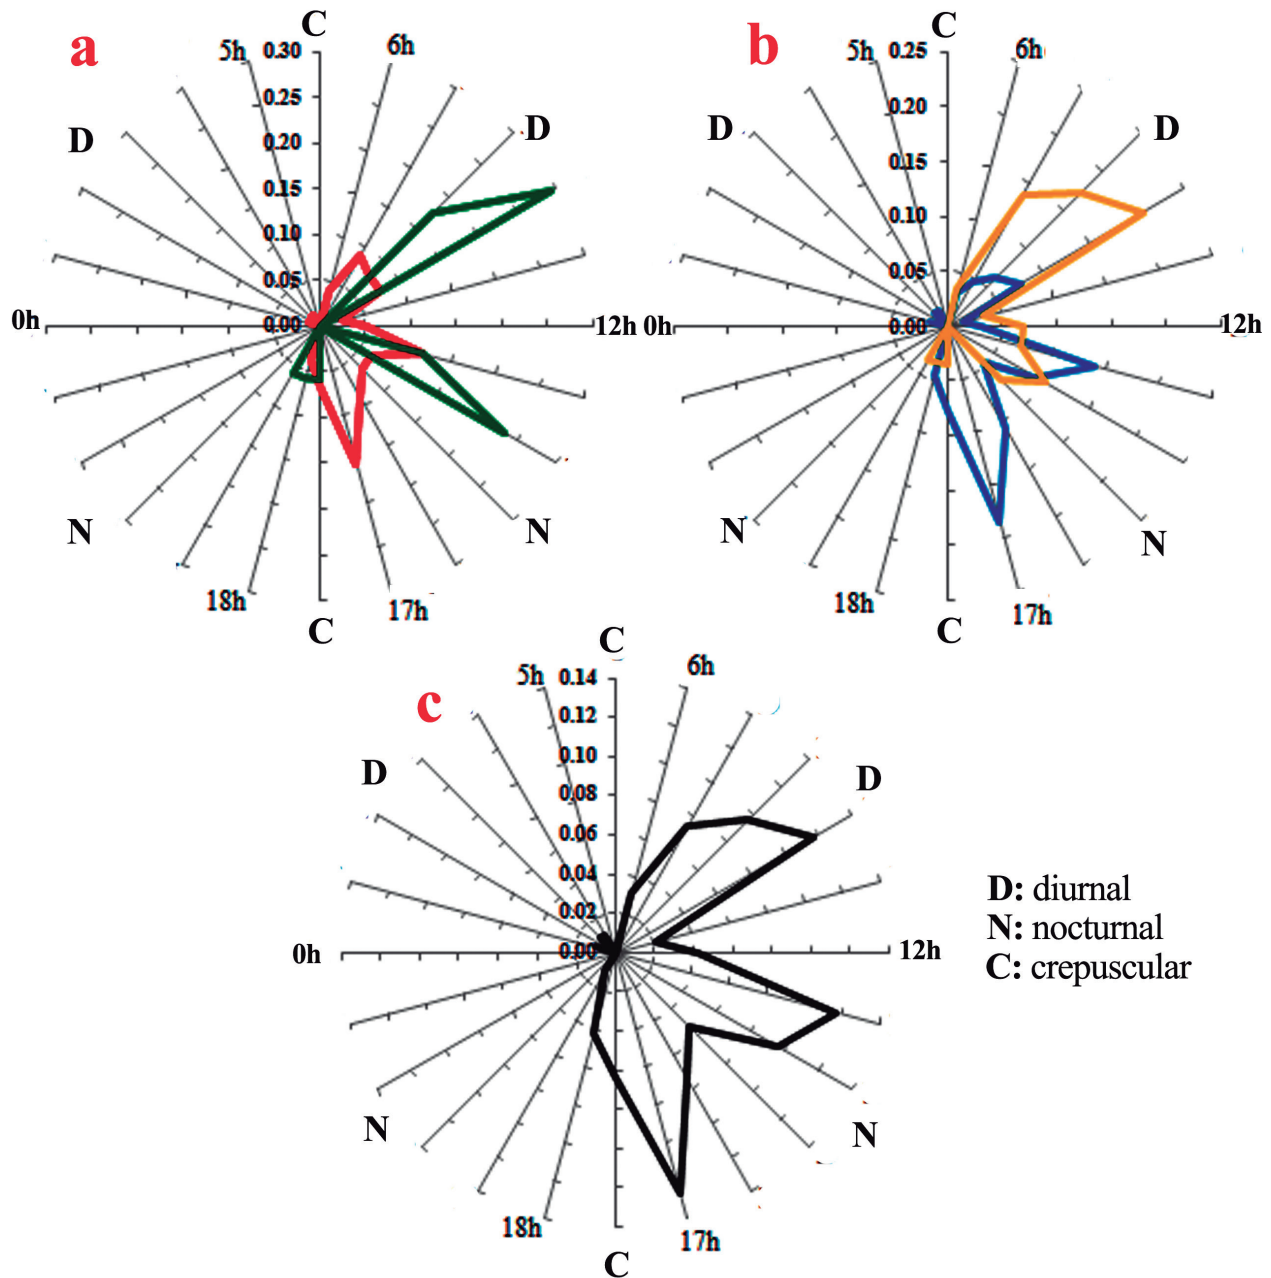 a
C
5h
0.30
6h
0.25
D
0.20
D
0.15
0.10
0.05
0h
0.00
12h
N
N
18h
17h
C
b
C
5h
0.25
6h
0.20
D
D
0.15
0.10
0.05
0h
0.00
12h
N
N
18h
17h
C
c
C
5h
0.14
6h
0.12
D
0.10
D
0.08
0.06
0.04
0.02
0h
0.00
12h
N
N
18h
17h
C
D: diurnal
N: nocturnal
C: crepuscular